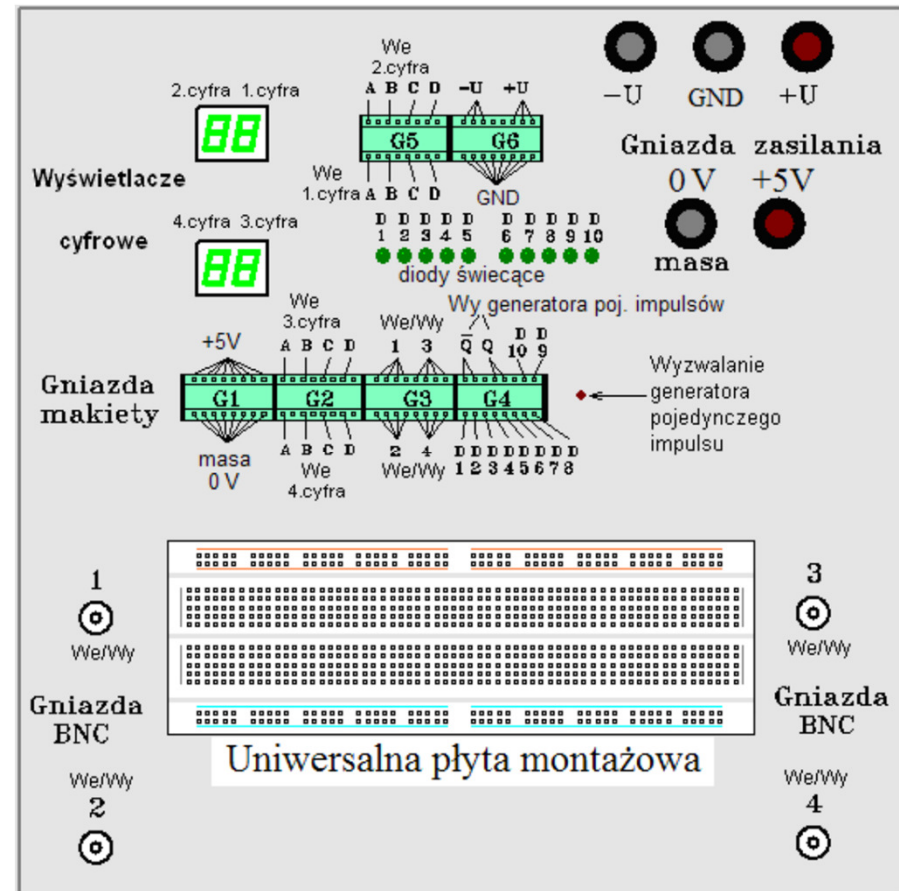 We
2.cyfra
A B C D -U +U
2.cyfra 1.cyfra
88
G5 G6
We
1.cyfra A B C D
GND
Wyświetlacze
cyfrowe
-U GND +U
Gniazda zasilania
0 V +5V
masa
D D D D D D D D D D
1 2 3 4 5 6 7 8 9 10
diody świecące
4.cyfra 3.cyfra
88
Wy generatora poj. impulsów
+5V
We
3.cyfra
A B C D
We/Wy
1 3
Q Q D D
10 9
Gniazda
makiety
G1 G2 G3 G4
Wyzwalanie
generatora
pojedynczego
impulsu
masa
0 V
A B C D
We
4.cyfra
2 4
We/Wy
D D D D D D D D
1 2 3 4 5 6 7 8
1
We/Wy
Gniazda
BNC
We/Wy
2
3
We/Wy
Gniazda
BNC
We/Wy
4
Uniwersalna płyta montażowa